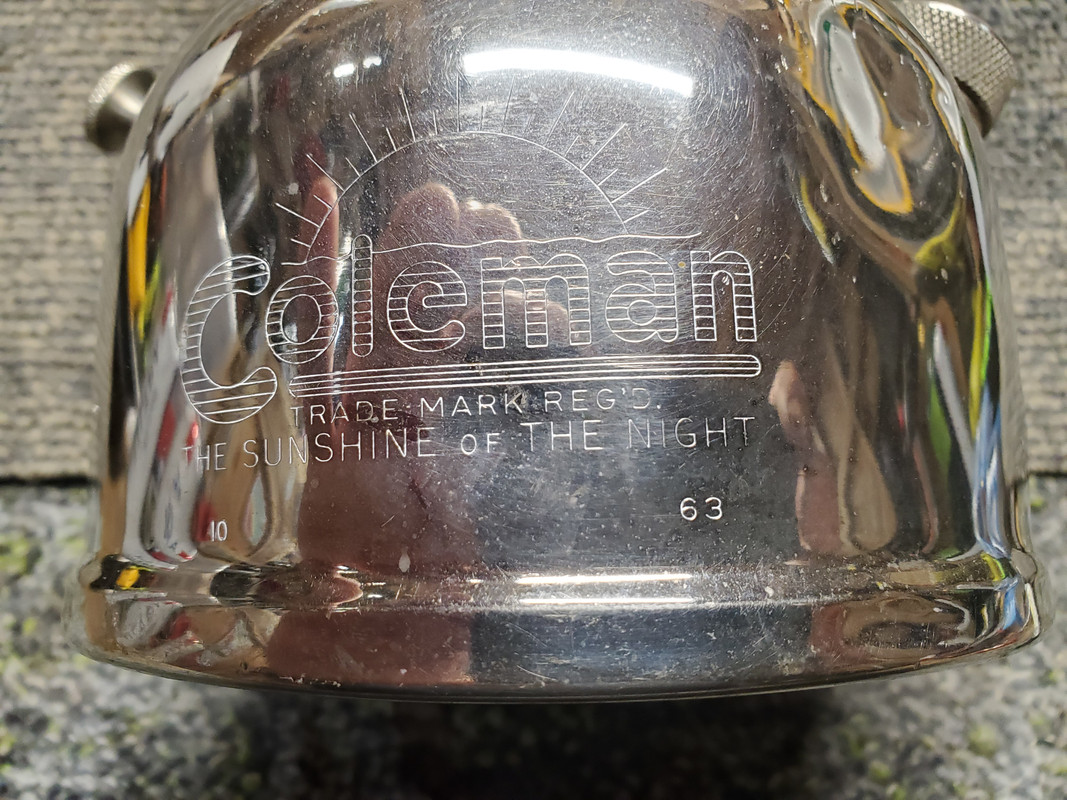 Coleman
TRADE MARK REG'D.
THE SUNSHINE OF THE NIGHT
10 63